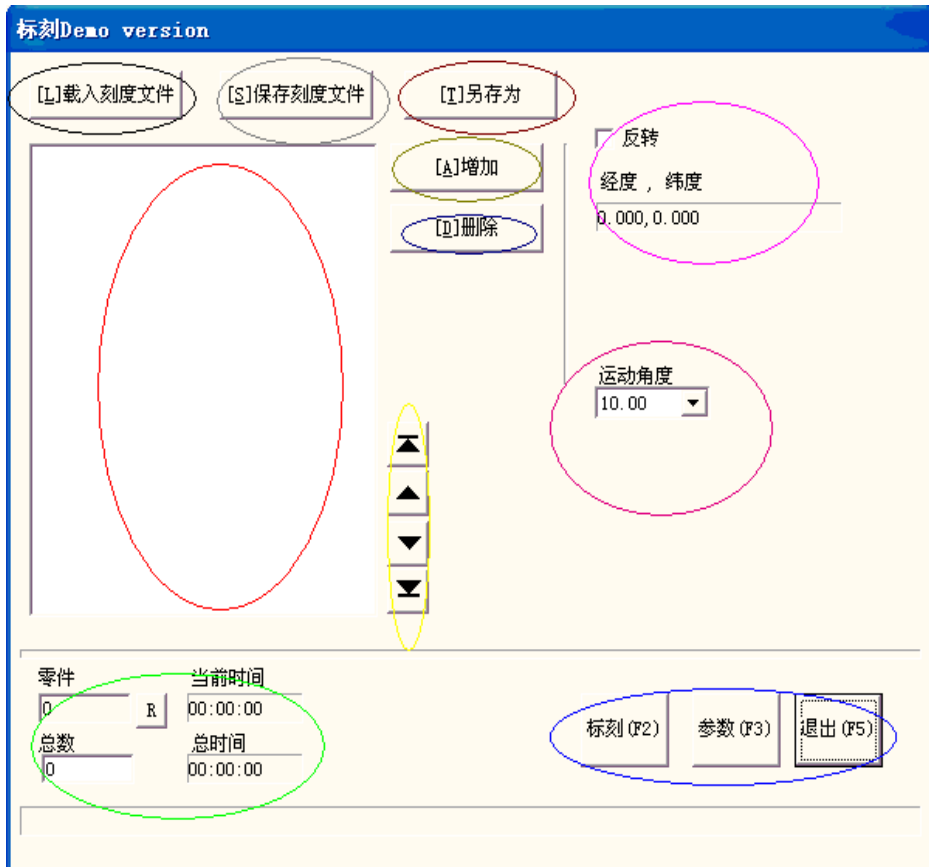 标刻Demo version
[L]载入刻度文件 [S]保存刻度文件 [T]另存为
[A]增加
[D]删除
反转
经度 , 纬度
0.000,0.000
运动角度
10.00
零件 当前时间
0 R 00:00:00
总数 总时间
0 00:00:00
标刻(F2) 参数(F3) 退出(F5)